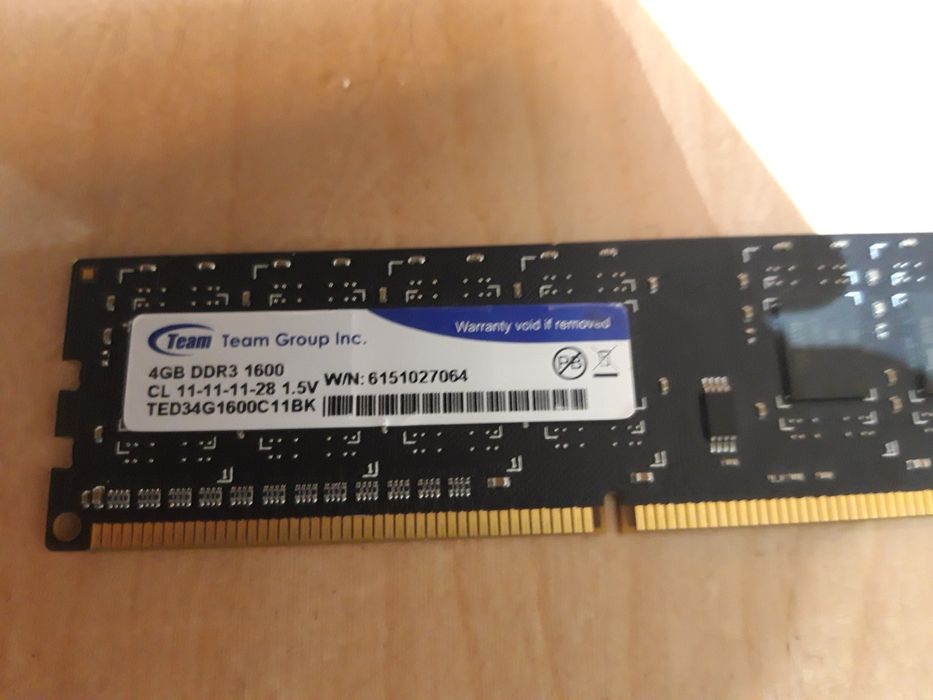 Team Team Group Inc.
Warranty void if removed
4GB DDR3 1600
CL 11-11-11-28 1.5V W/N: 6151027064
TED34G1600C11BK
PB